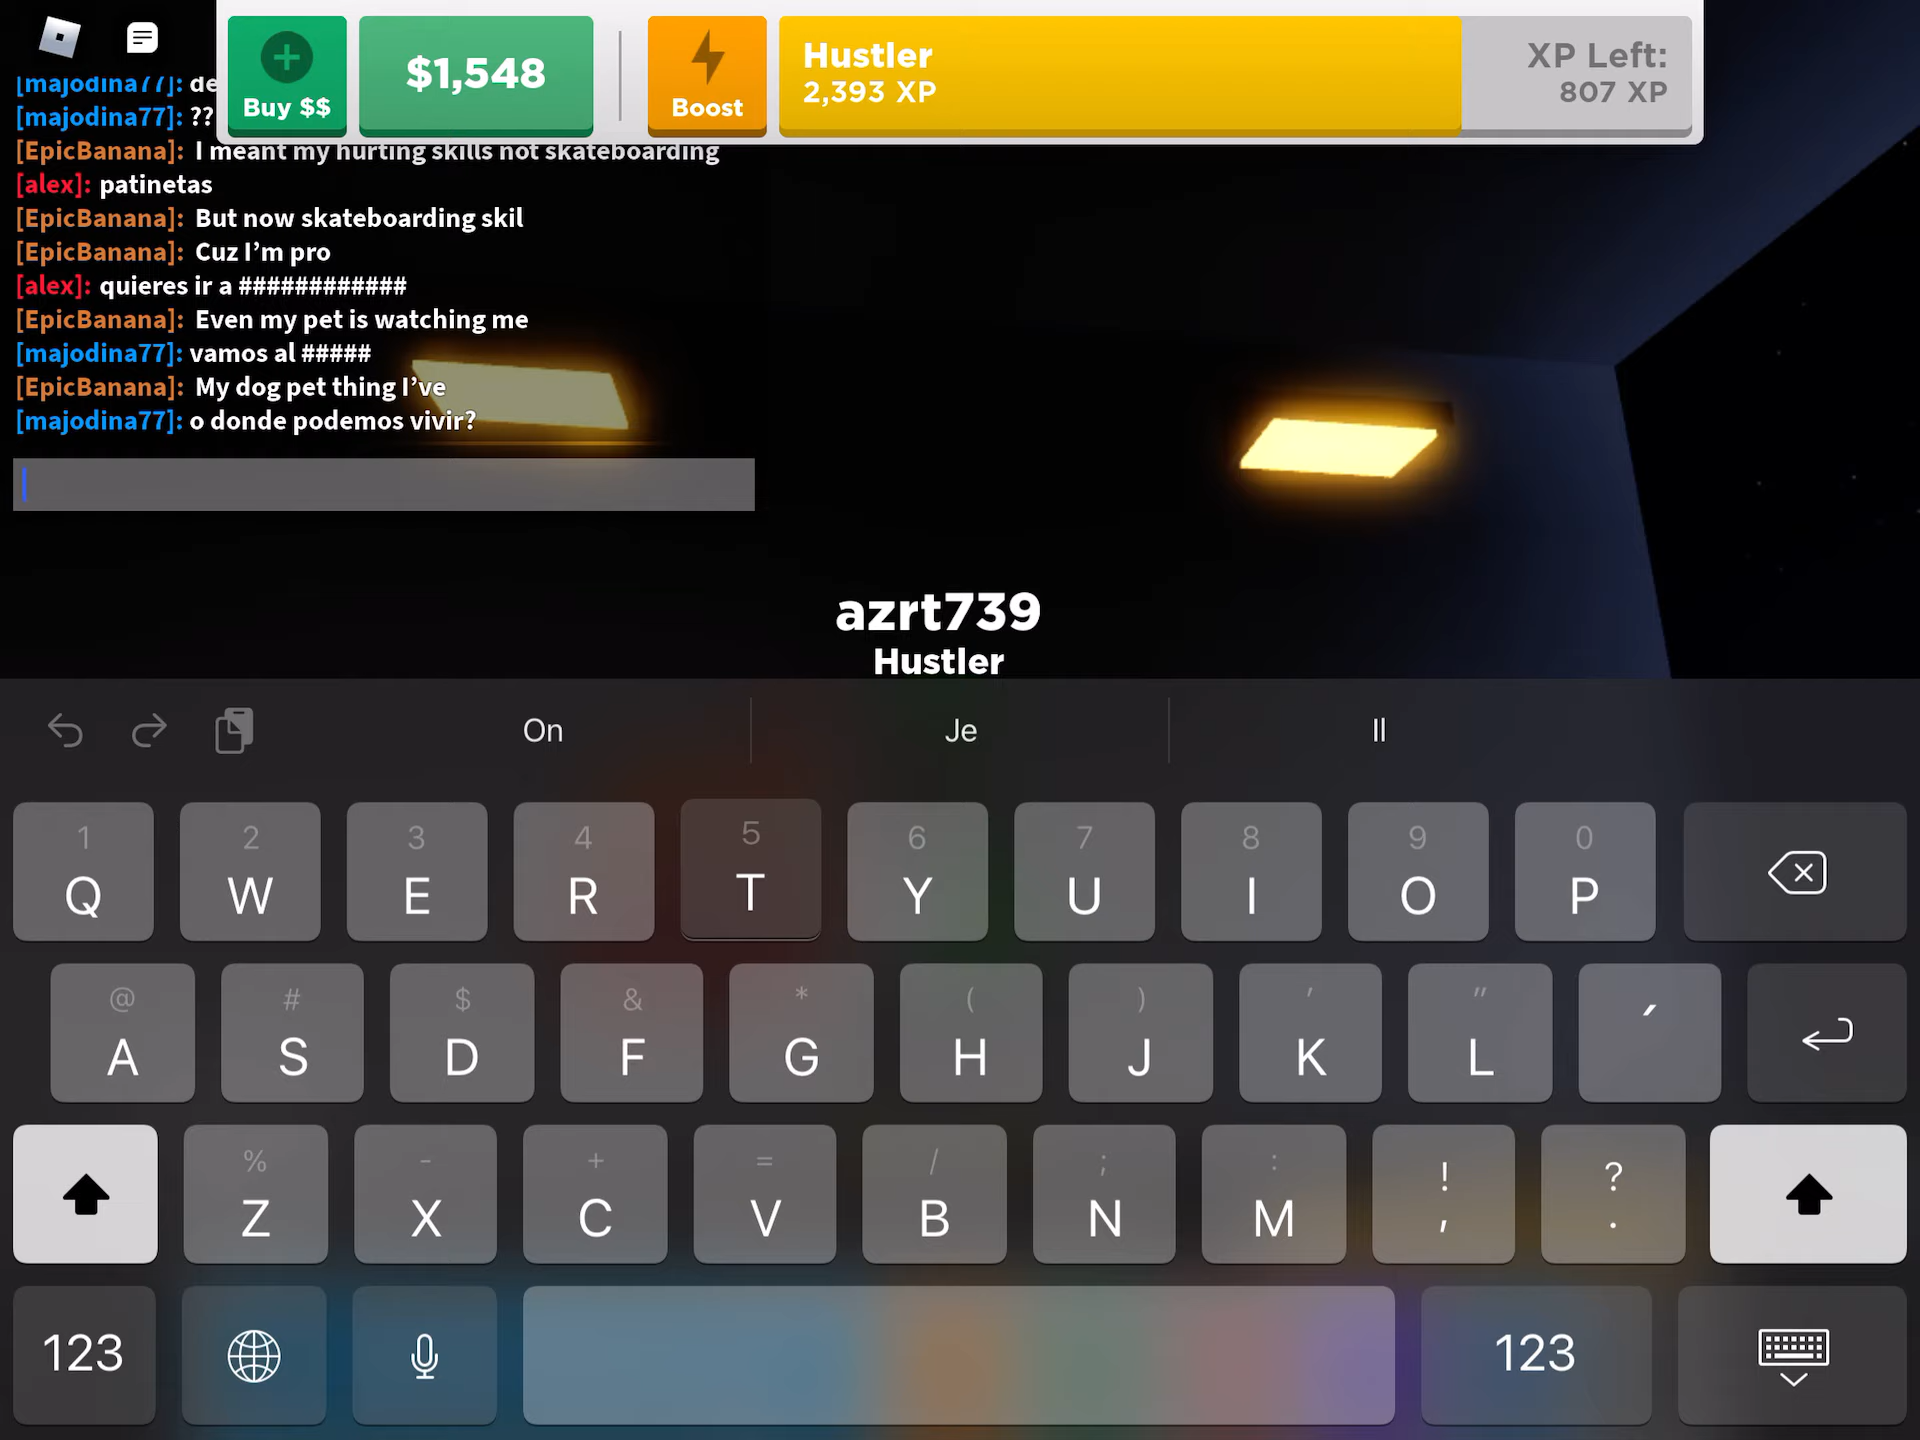 Buy $$
$1,548
Boost
Hustler
2,393 XP
XP Left:
807 XP
[majodina77]: de
[majodina77]: ??
[EpicBanana]: I meant my hurting skills not skateboarding
[alex]: patinetas
[EpicBanana]: But now skateboarding skil
[EpicBanana]: Cuz I’m pro
[alex]: quieres ir a ############
[EpicBanana]: Even my pet is watching me
[majodina77]: vamos al #####
[EpicBanana]: My dog pet thing I’ve
[majodina77]: o donde podemos vivir?
azrt739
Hustler
On Je Il
1 2 3 4 5 6 7 8 9 0
Q W E R T Y U I O P
@ # $ & * ( ) ' "
A S D F G H J K L ´
% - + = / ; : ! ?
Z X C V B N M , .
123 123